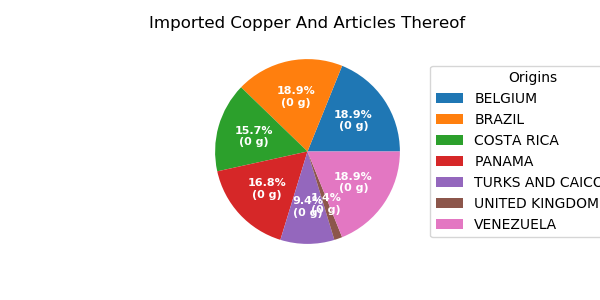 Imported Copper And Articles Thereof
18.9%
(0 g)
18.9%
(0 g)
15.7%
(0 g)
16.8%
(0 g)
9.4%
(0 g)
1.4%
(0 g)
18.9%
(0 g)
Origins
BELGIUM
BRAZIL
COSTA RICA
PANAMA
TURKS AND CAICO
UNITED KINGDOM
VENEZUELA